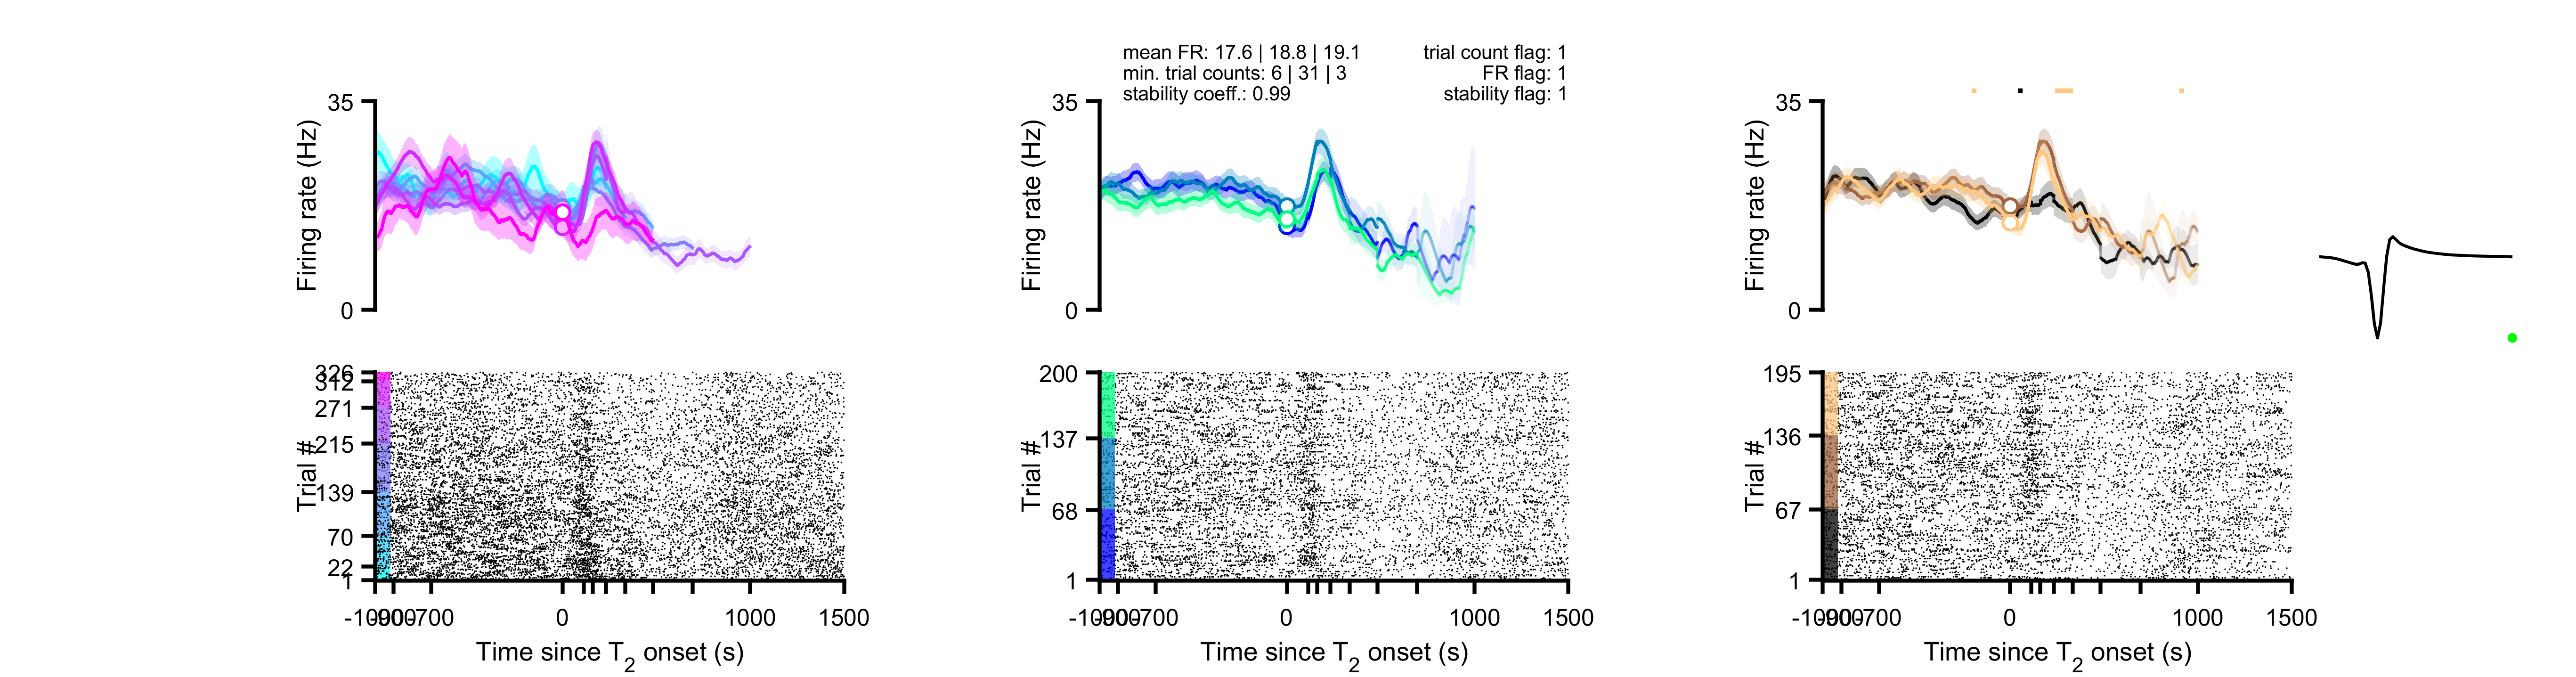 mean FR: 17.6 | 18.8 | 19.1
trial count flag: 1
min. trial counts: 6 | 31 | 3
FR flag: 1
stability coeff.: 0.99
stability flag: 1
35
Firing rate (Hz)
0
35
Firing rate (Hz)
0
35
Firing rate (Hz)
0
326
342
271
215
139
70
22
1
Trial #
0
1000
1500
-700
Time since T2 onset (s)
200
137
68
1
Trial #
-700
0
1000
1500
Time since T2 onset (s)
195
136
67
1
Trial #
-700
0
1000
1500
Time since T2 onset (s)